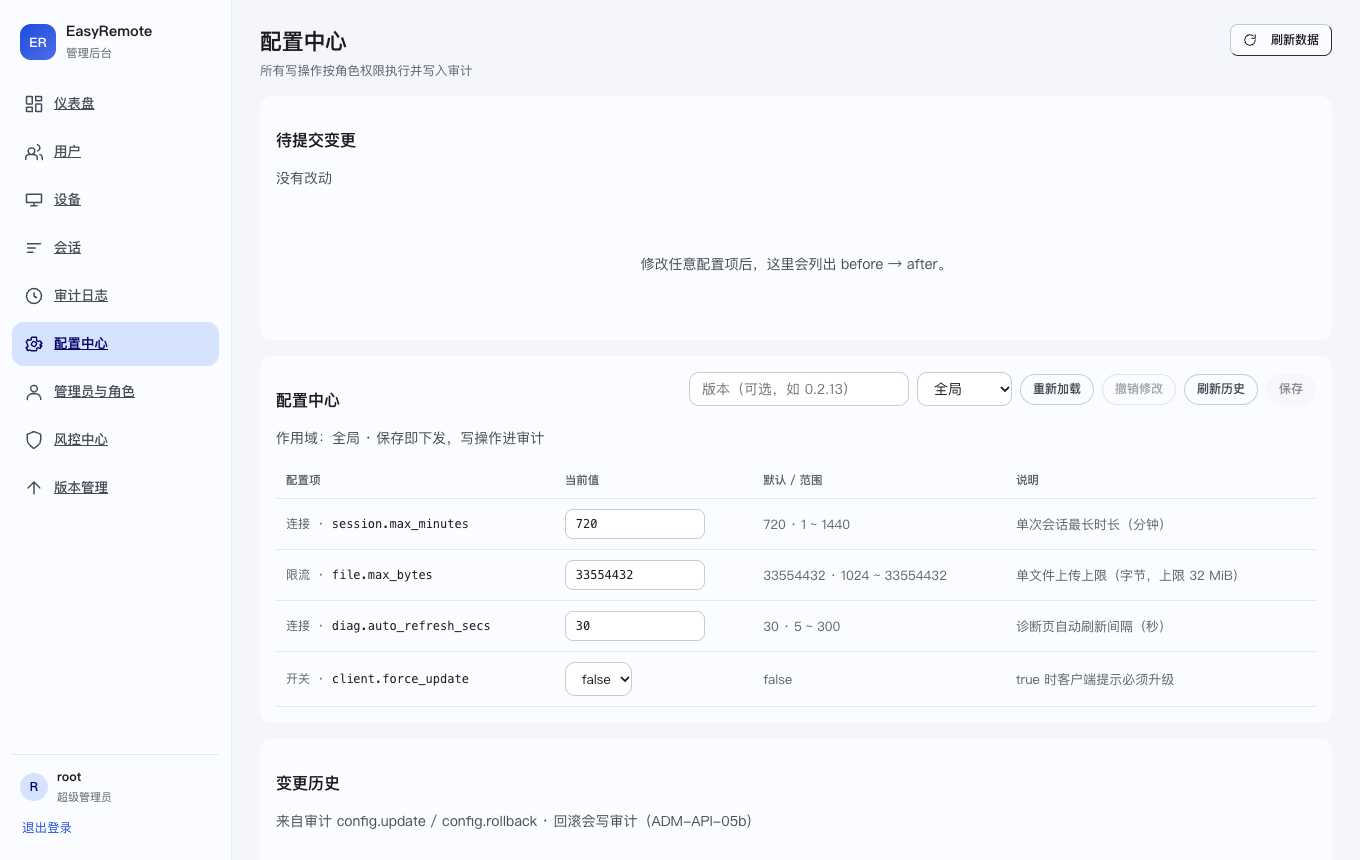 ER
EasyRemote
管理后台
仪表盘
用户
设备
会话
审计日志
配置中心
管理员与角色
风控中心
版本管理
R
root
超级管理员
退出登录
配置中心
所有写操作按角色权限执行并写入审计
刷新数据
待提交变更
没有改动
修改任意配置项后，这里会列出 before → after。
配置中心
版本（可选，如 0.2.13）
全局
重新加载
撤销修改
刷新历史
保存
作用域：全局 · 保存即下发，写操作进审计
配置项 当前值 默认 / 范围 说明
连接 · session.max_minutes 720 720 · 1 ~ 1440 单次会话最长时长（分钟）
限流 · file.max_bytes 33554432 33554432 · 1024 ~ 33554432 单文件上传上限（字节，上限 32 MiB）
连接 · diag.auto_refresh_secs 30 30 · 5 ~ 300 诊断页自动刷新间隔（秒）
开关 · client.force_update false false true 时客户端提示必须升级
变更历史
来自审计 config.update / config.rollback · 回滚会写审计（ADM-API-05b）